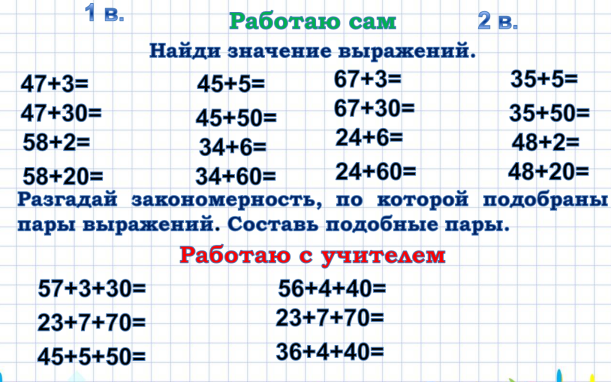 1 в. Работаю сам 2 в.
Найди значение выражений.
47+3= 45+5= 67+3= 35+5=
47+30= 45+50= 67+30= 35+50=
58+2= 34+6= 24+6= 48+2=
58+20= 34+60= 24+60= 48+20=
Разгадай закономерность, по которой подобраны
пары выражений. Составь подобные пары.
Работаю с учителем
57+3+30= 56+4+40=
23+7+70= 23+7+70=
45+5+50= 36+4+40=